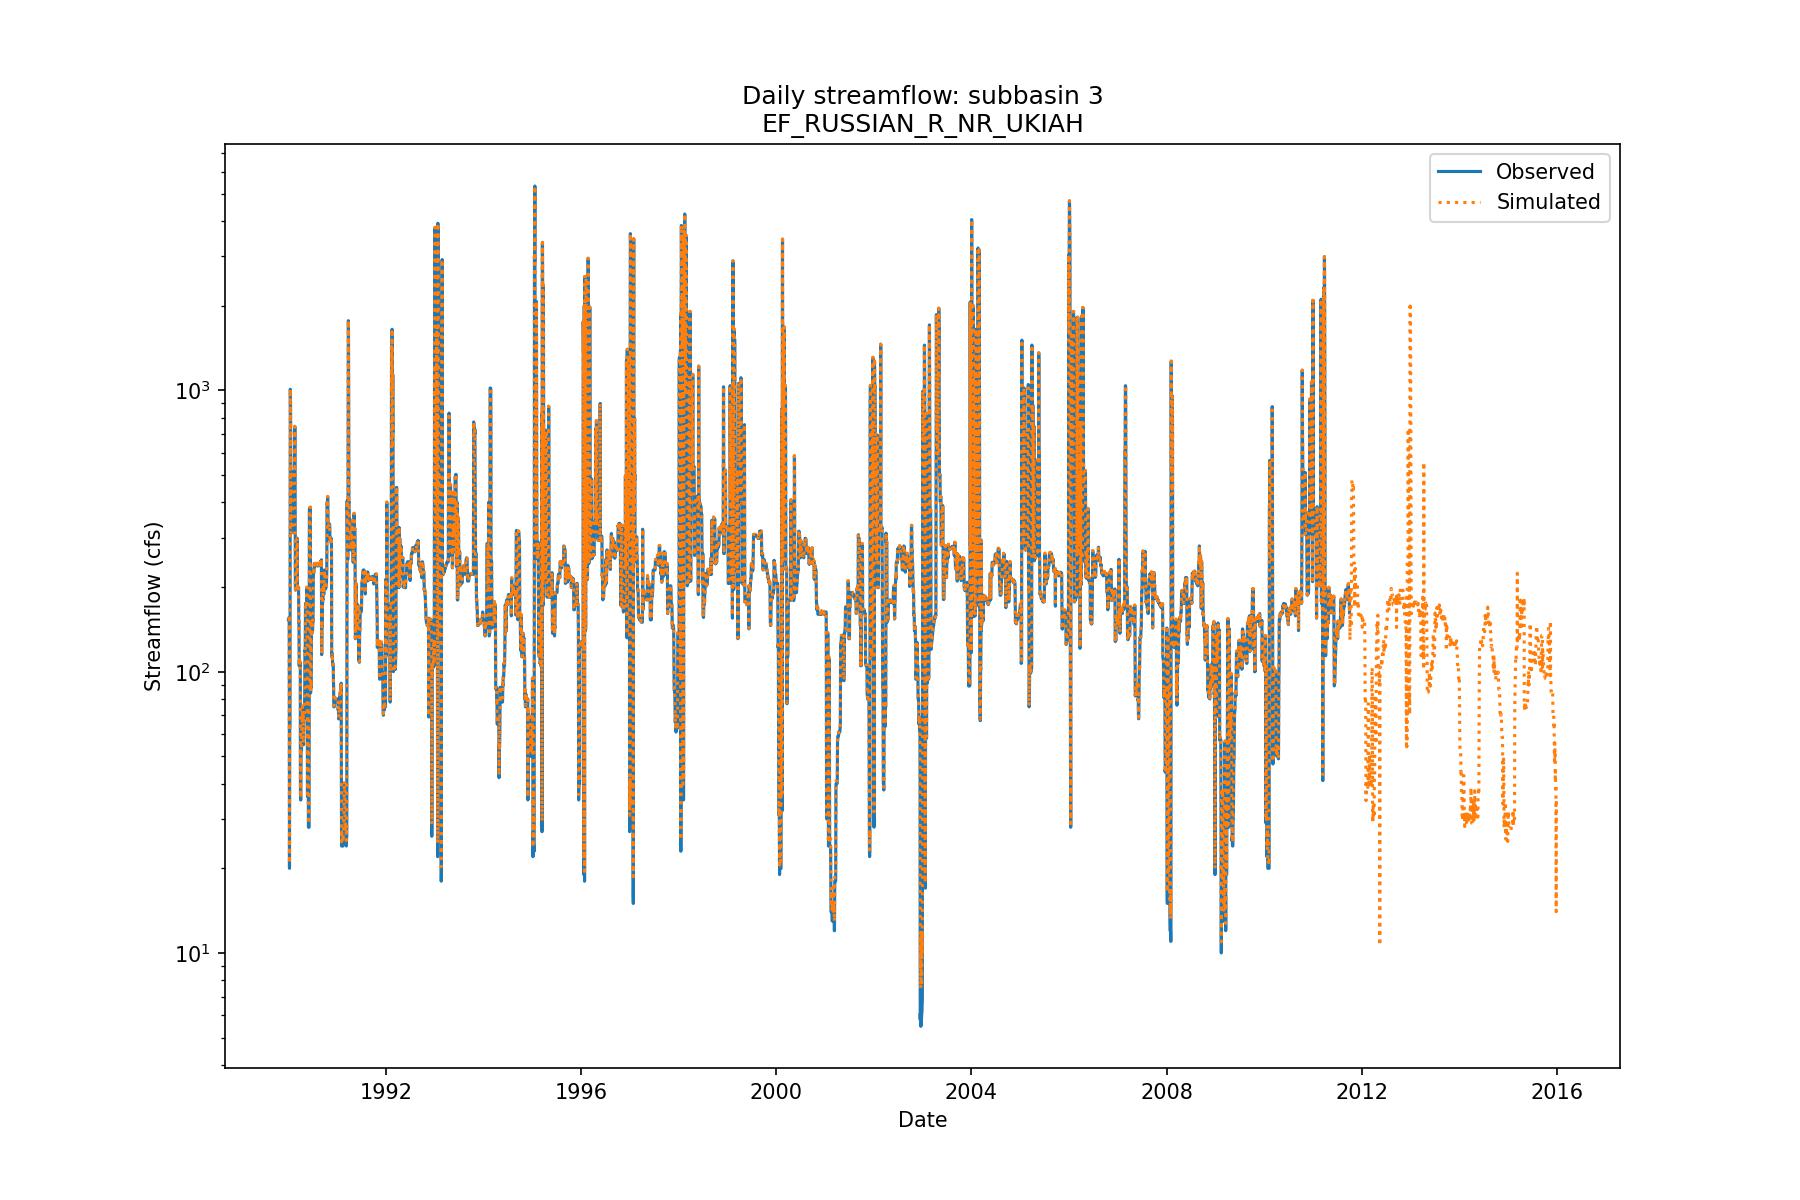 Daily streamflow: subbasin 3
EF_RUSSIAN_R_NR_UKIAH
Observed
Simulated
Streamflow (cfs)
10³
10²
10¹
1992 1996 2000 2004 2008 2012 2016
Date